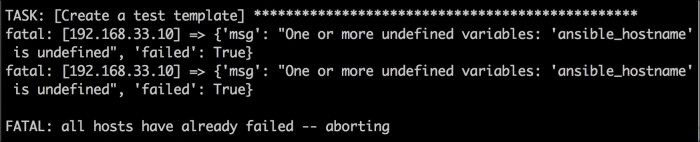 TASK: [Create a test template] ************************************************
fatal: [192.168.33.10] => {'msg': "One or more undefined variables: 'ansible_hostname'
is undefined", 'failed': True}
fatal: [192.168.33.10] => {'msg': "One or more undefined variables: 'ansible_hostname'
is undefined", 'failed': True}
FATAL: all hosts have already failed -- aborting